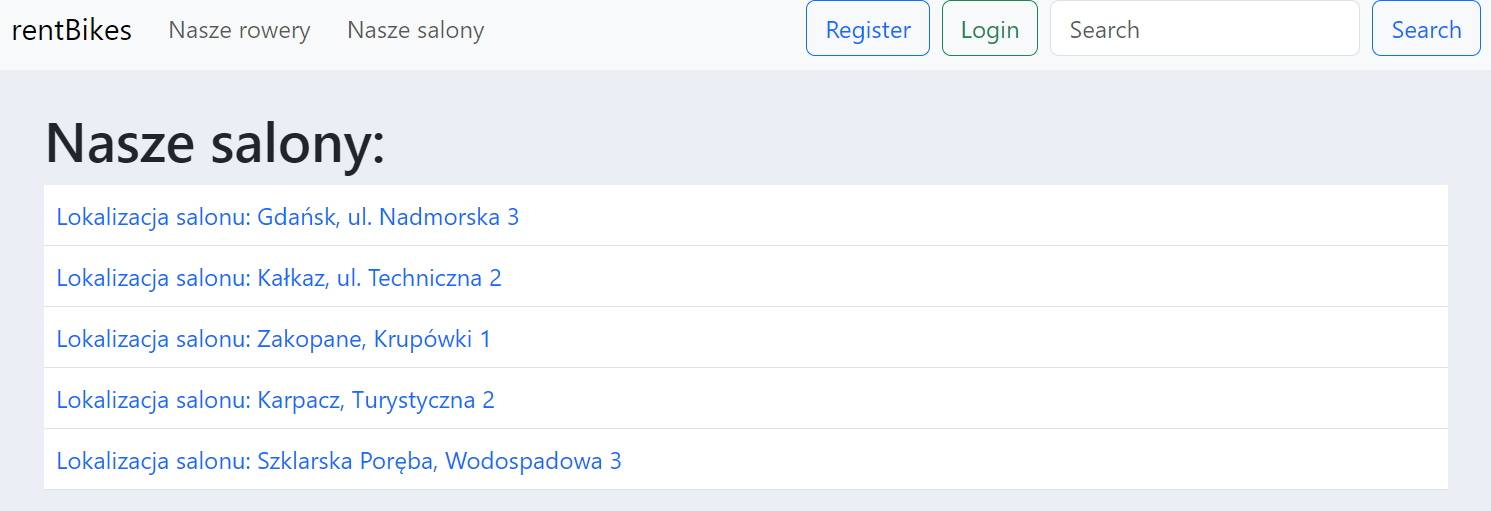 rentBikes Nasze rowery Nasze salony Register Login Search Search
Nasze salony:
Lokalizacja salonu: Gdańsk, ul. Nadmorska 3
Lokalizacja salonu: Kałkaz, ul. Techniczna 2
Lokalizacja salonu: Zakopane, Krupówki 1
Lokalizacja salonu: Karpacz, Turystyczna 2
Lokalizacja salonu: Szklarska Poręba, Wodospadowa 3